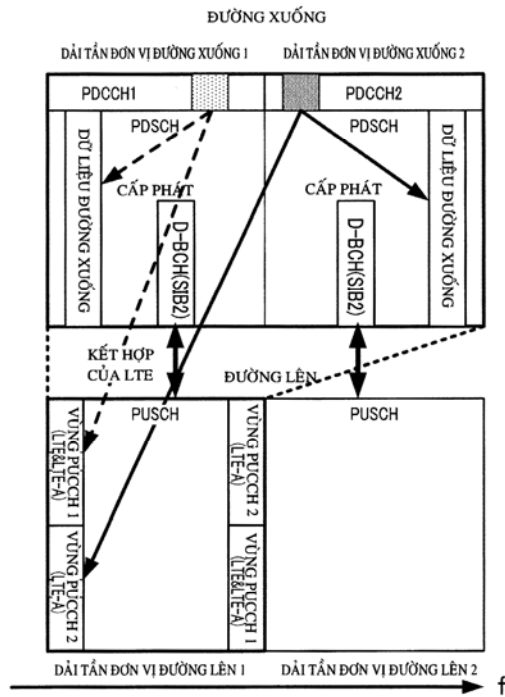 ĐƯỜNG XUỐNG
DẢI TẦN ĐƠN VỊ ĐƯỜNG XUỐNG 1
DẢI TẦN ĐƠN VỊ ĐƯỜNG XUỐNG 2
PDCCH1
PDCCH2
PDSCH
PDSCH
DỮ LIỆU ĐƯỜNG XUỐNG
CẤP PHÁT
D-BCH(SIB2)
CẤP PHÁT
D-BCH(SIB2)
DỮ LIỆU ĐƯỜNG XUỐNG
KẾT HỢP
CỦA LTE
ĐƯỜNG LÊN
PUSCH
PUSCH
VÙNG PUCCH 1
(LTE&LTE-A)
VÙNG PUCCH 2
(LTE-A)
VÙNG PUCCH 2
(LTE-A)
VÙNG PUCCH 1
(LTE&LTE-A)
DẢI TẦN ĐƠN VỊ ĐƯỜNG LÊN 1
DẢI TẦN ĐƠN VỊ ĐƯỜNG LÊN 2
f